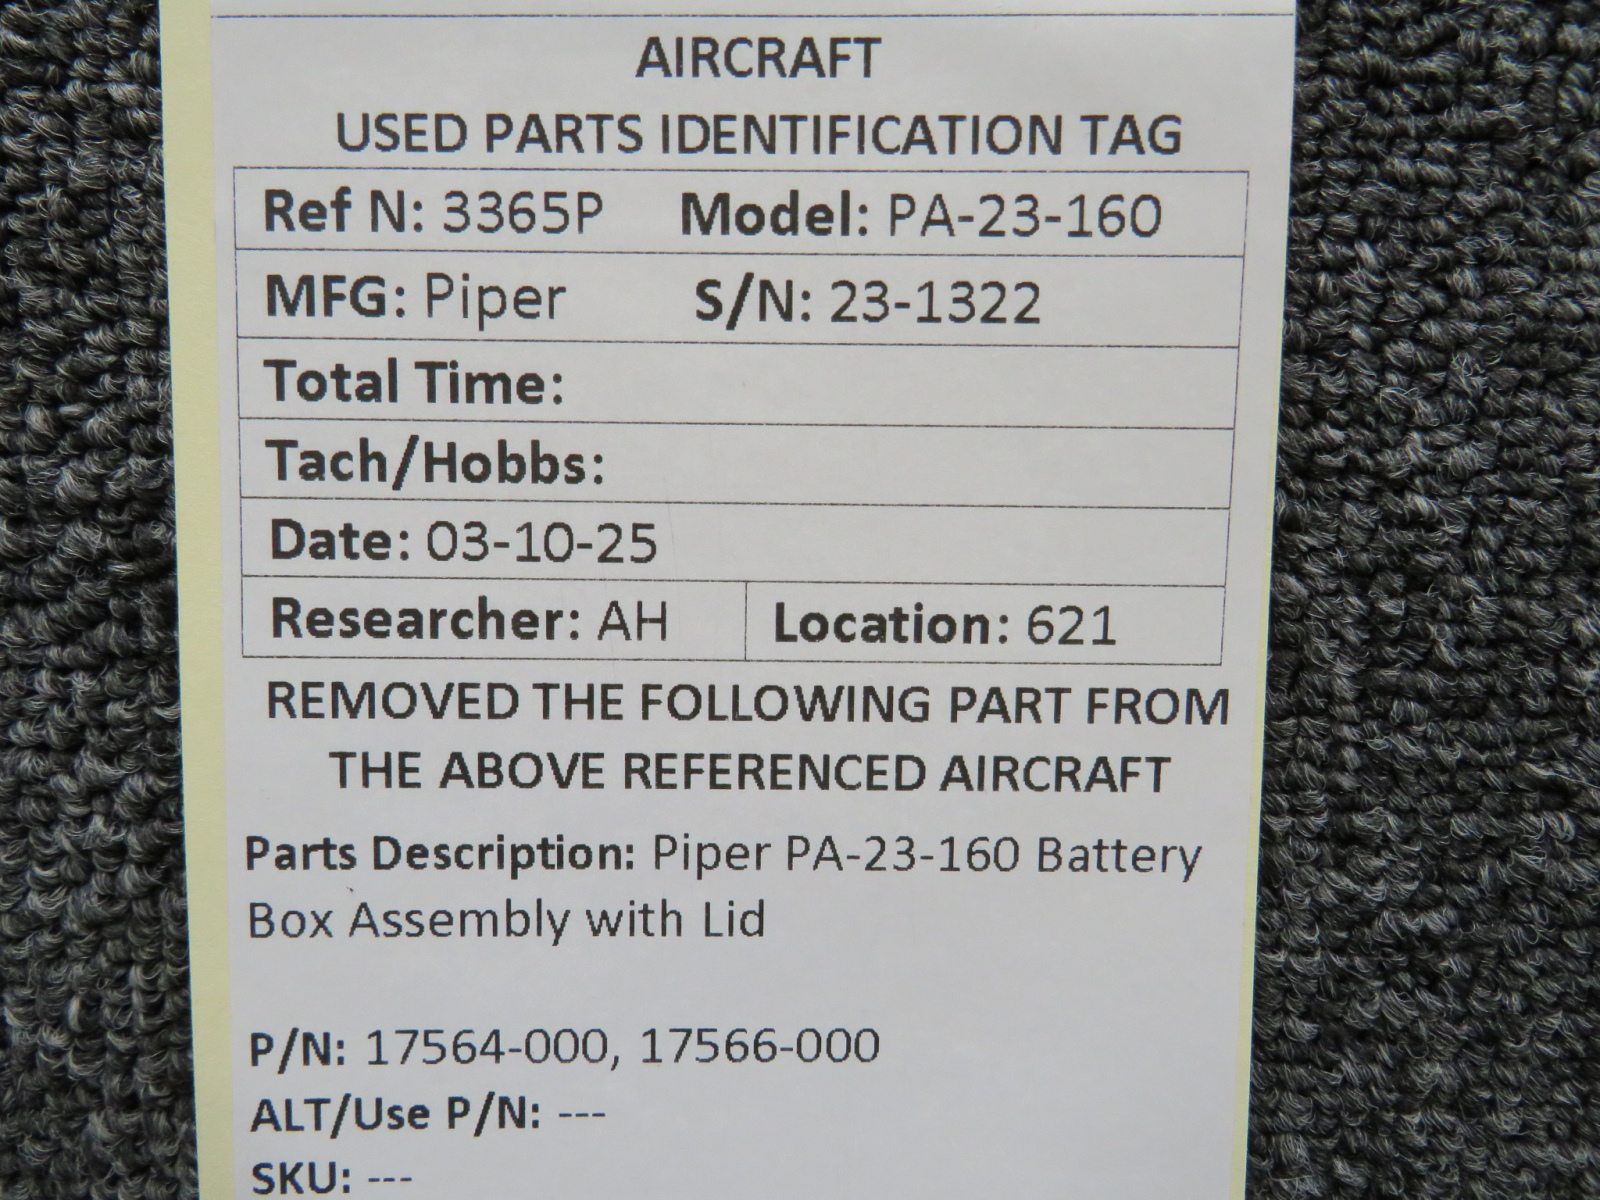 AIRCRAFT
USED PARTS IDENTIFICATION TAG
Ref N: 3365P Model: PA-23-160
MFG: Piper S/N: 23-1322
Total Time:
Tach/Hobbs:
Date: 03-10-25
Researcher: AH Location: 621
REMOVED THE FOLLOWING PART FROM
THE ABOVE REFERENCED AIRCRAFT
Parts Description: Piper PA-23-160 Battery
Box Assembly with Lid
P/N: 17564-000, 17566-000
ALT/Use P/N: ---
SKU: ---